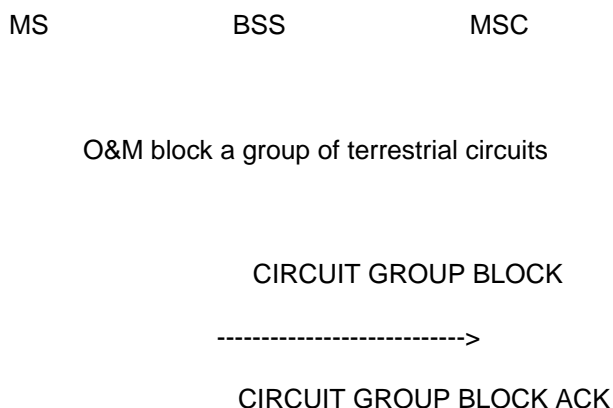 MS BSS MSC
O&M block a group of terrestrial circuits
CIRCUIT GROUP BLOCK
---------------------------->
CIRCUIT GROUP BLOCK ACK